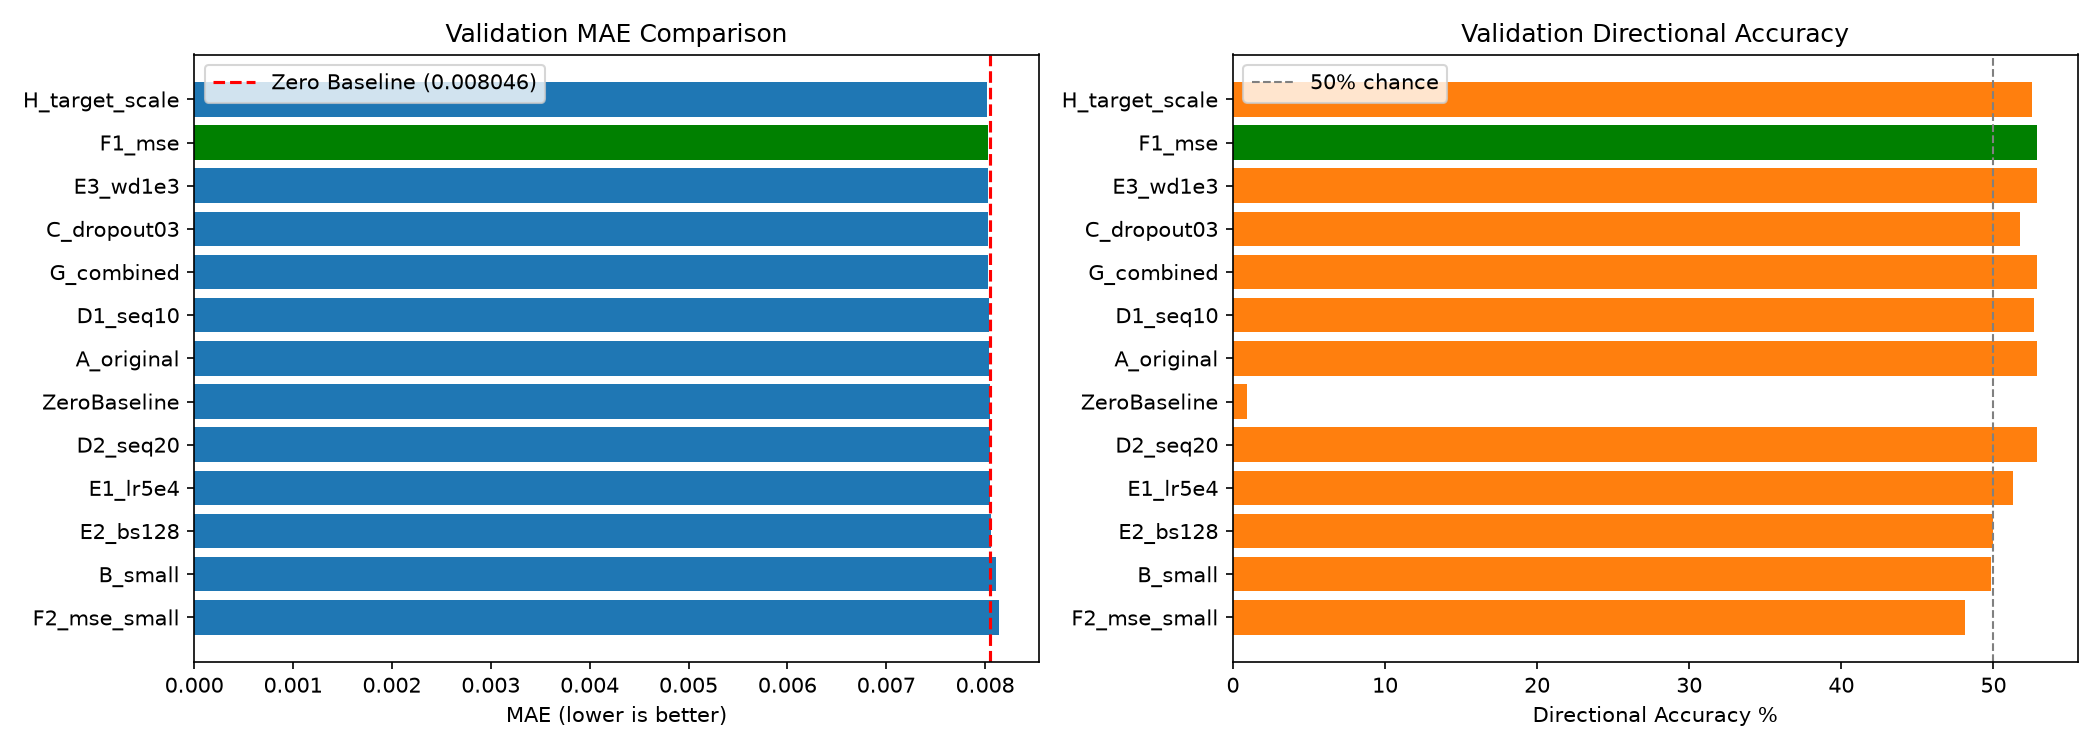 Validation MAE Comparison
Zero Baseline (0.008046)
H_target_scale
F1_mse
E3_wd1e3
C_dropout03
G_combined
D1_seq10
A_original
ZeroBaseline
D2_seq20
E1_lr5e4
E2_bs128
B_small
F2_mse_small
0.000 0.001 0.002 0.003 0.004 0.005 0.006 0.007 0.008
MAE (lower is better)
Validation Directional Accuracy
50% chance
H_target_scale
F1_mse
E3_wd1e3
C_dropout03
G_combined
D1_seq10
A_original
ZeroBaseline
D2_seq20
E1_lr5e4
E2_bs128
B_small
F2_mse_small
0 10 20 30 40 50
Directional Accuracy %